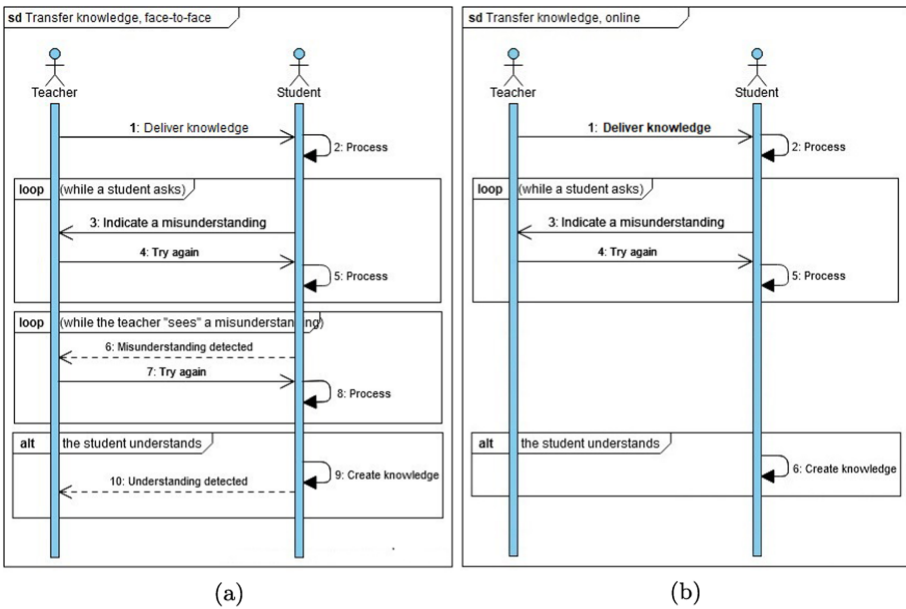 sd Transfer knowledge, face-to-face
Teacher
Student
1: Deliver knowledge
2: Process
loop (while a student asks)
3: Indicate a misunderstanding
4: Try again
5: Process
loop (while the teacher "sees" a misunderstanding)
6: Misunderstanding detected
7: Try again
8: Process
alt the student understands
9: Create knowledge
10: Understanding detected
(a)
sd Transfer knowledge, online
Teacher
Student
1: Deliver knowledge
2: Process
loop (while a student asks)
3: Indicate a misunderstanding
4: Try again
5: Process
alt the student understands
6: Create knowledge
(b)